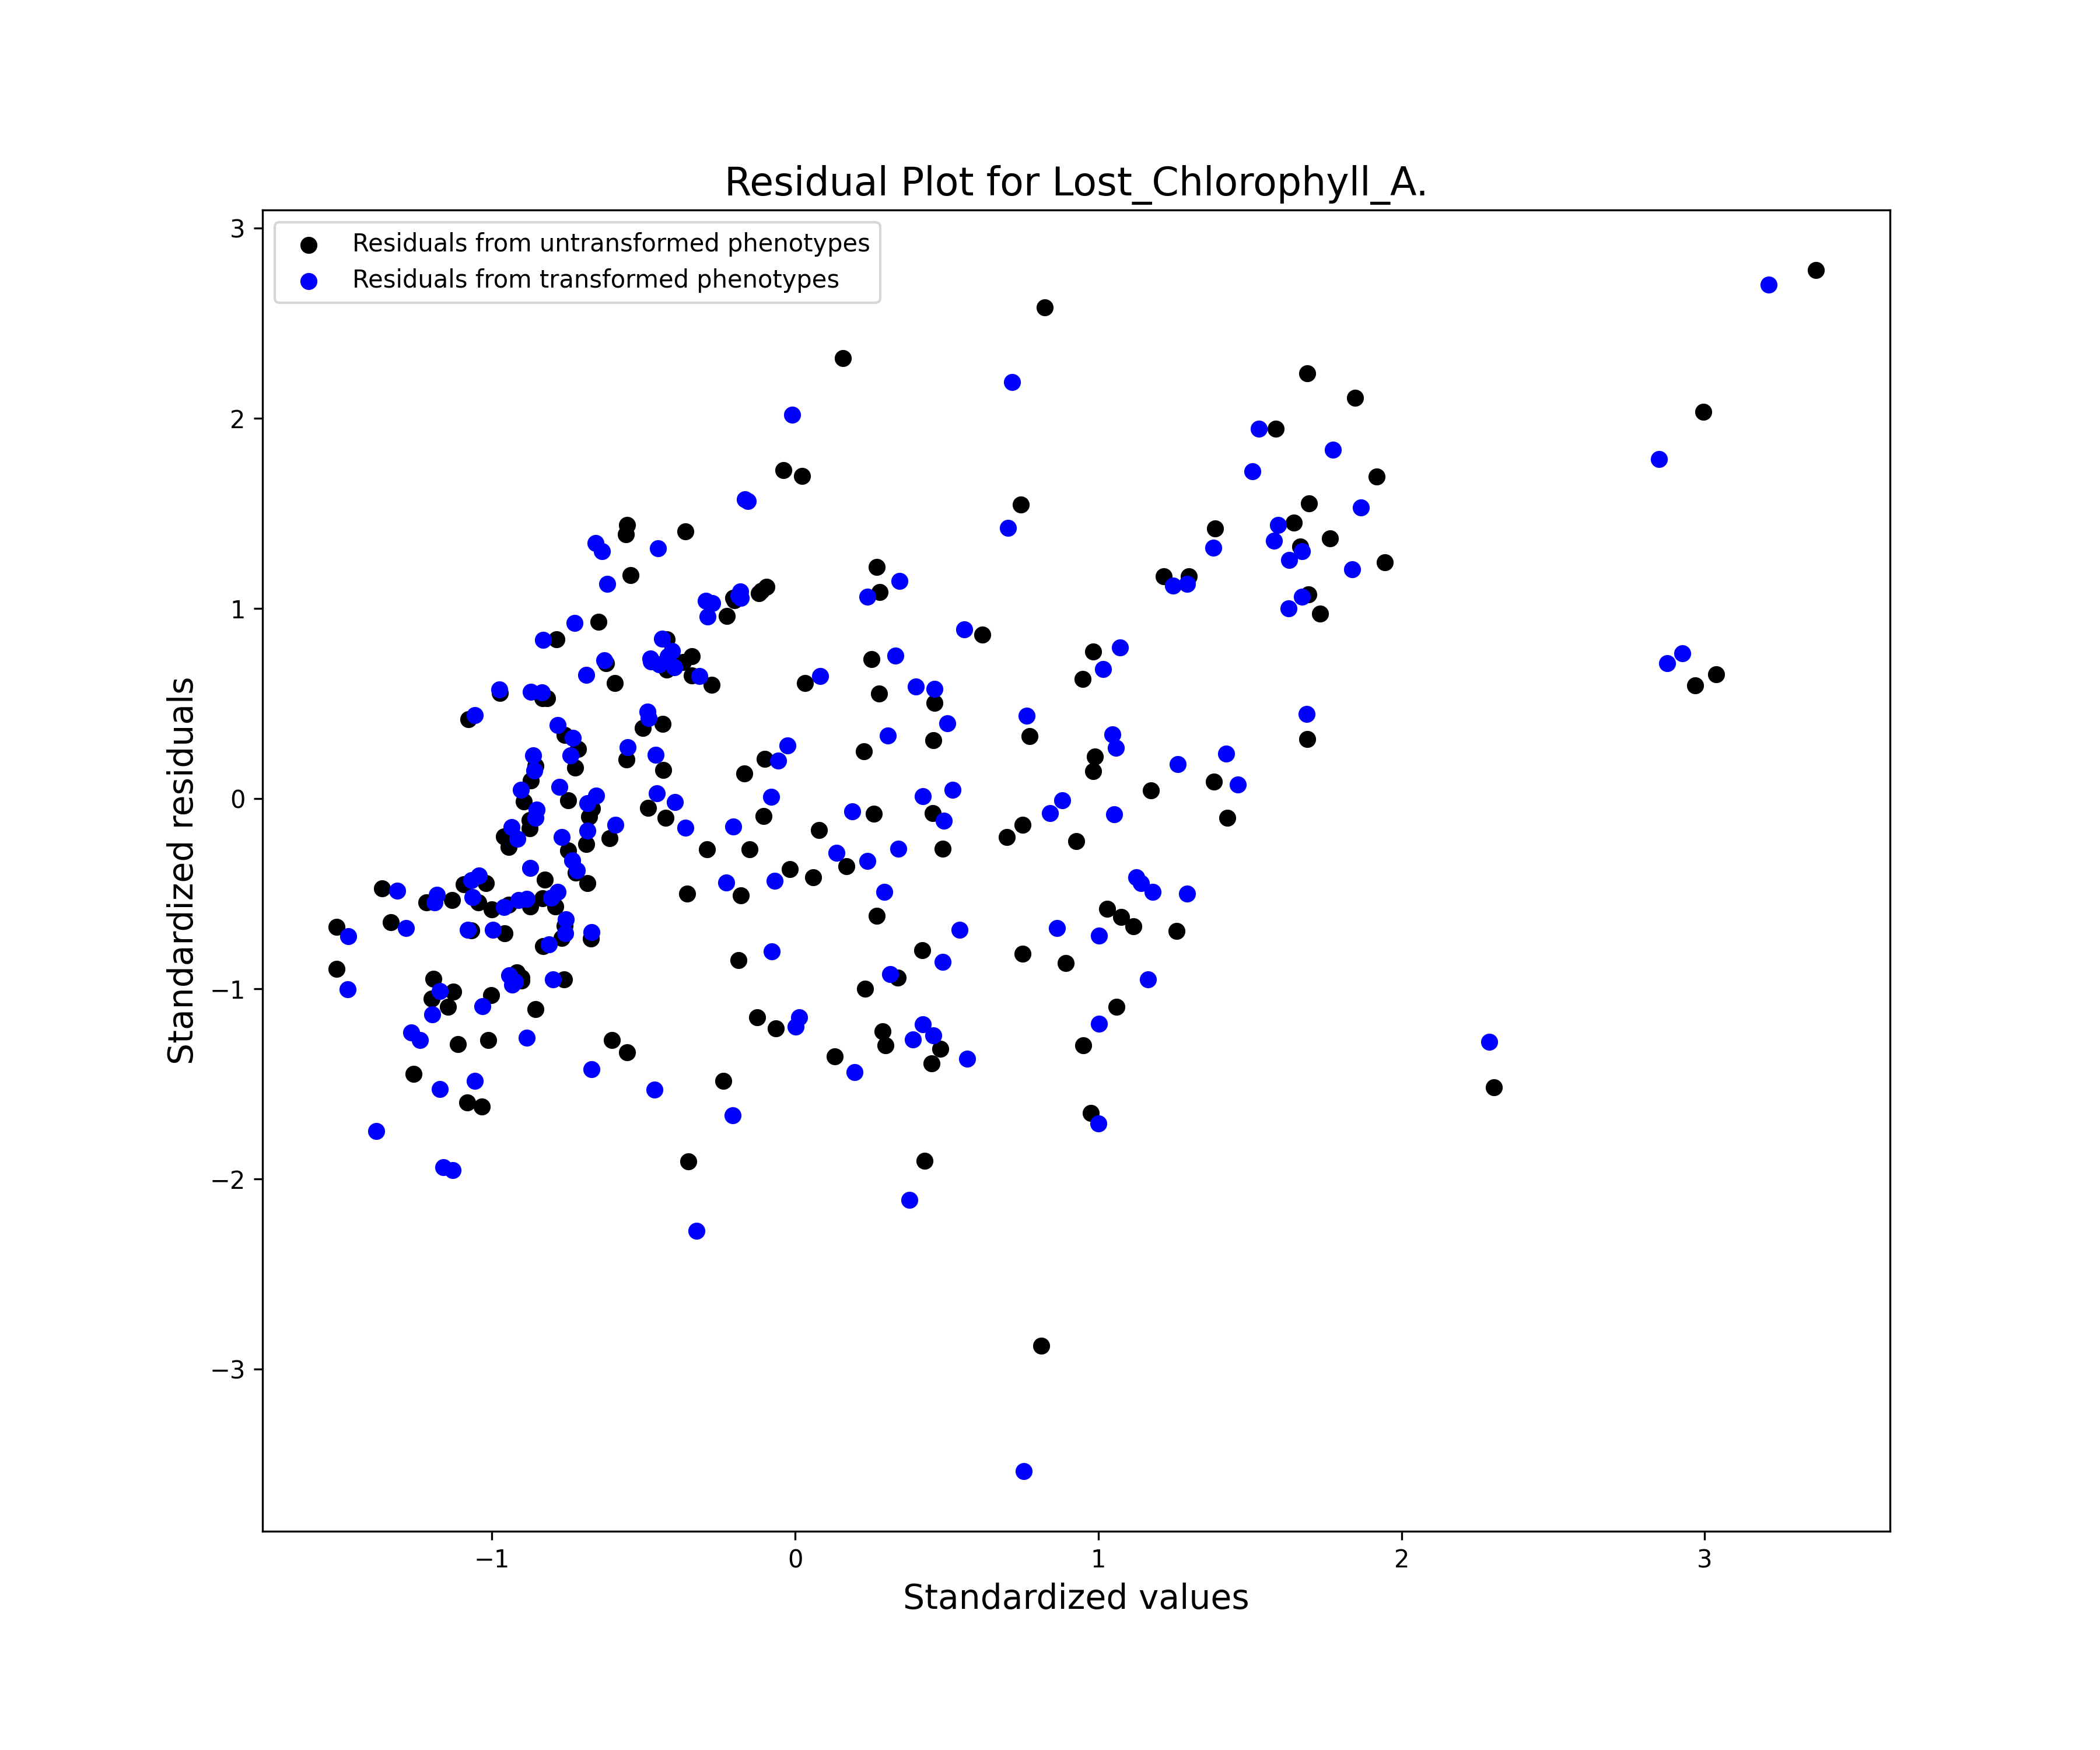 Residual Plot for Lost_Chlorophyll_A.
Residuals from untransformed phenotypes
Residuals from transformed phenotypes
3
2
1
0
−1
−2
−3
Standardized residuals
−1 0 1 2 3
Standardized values